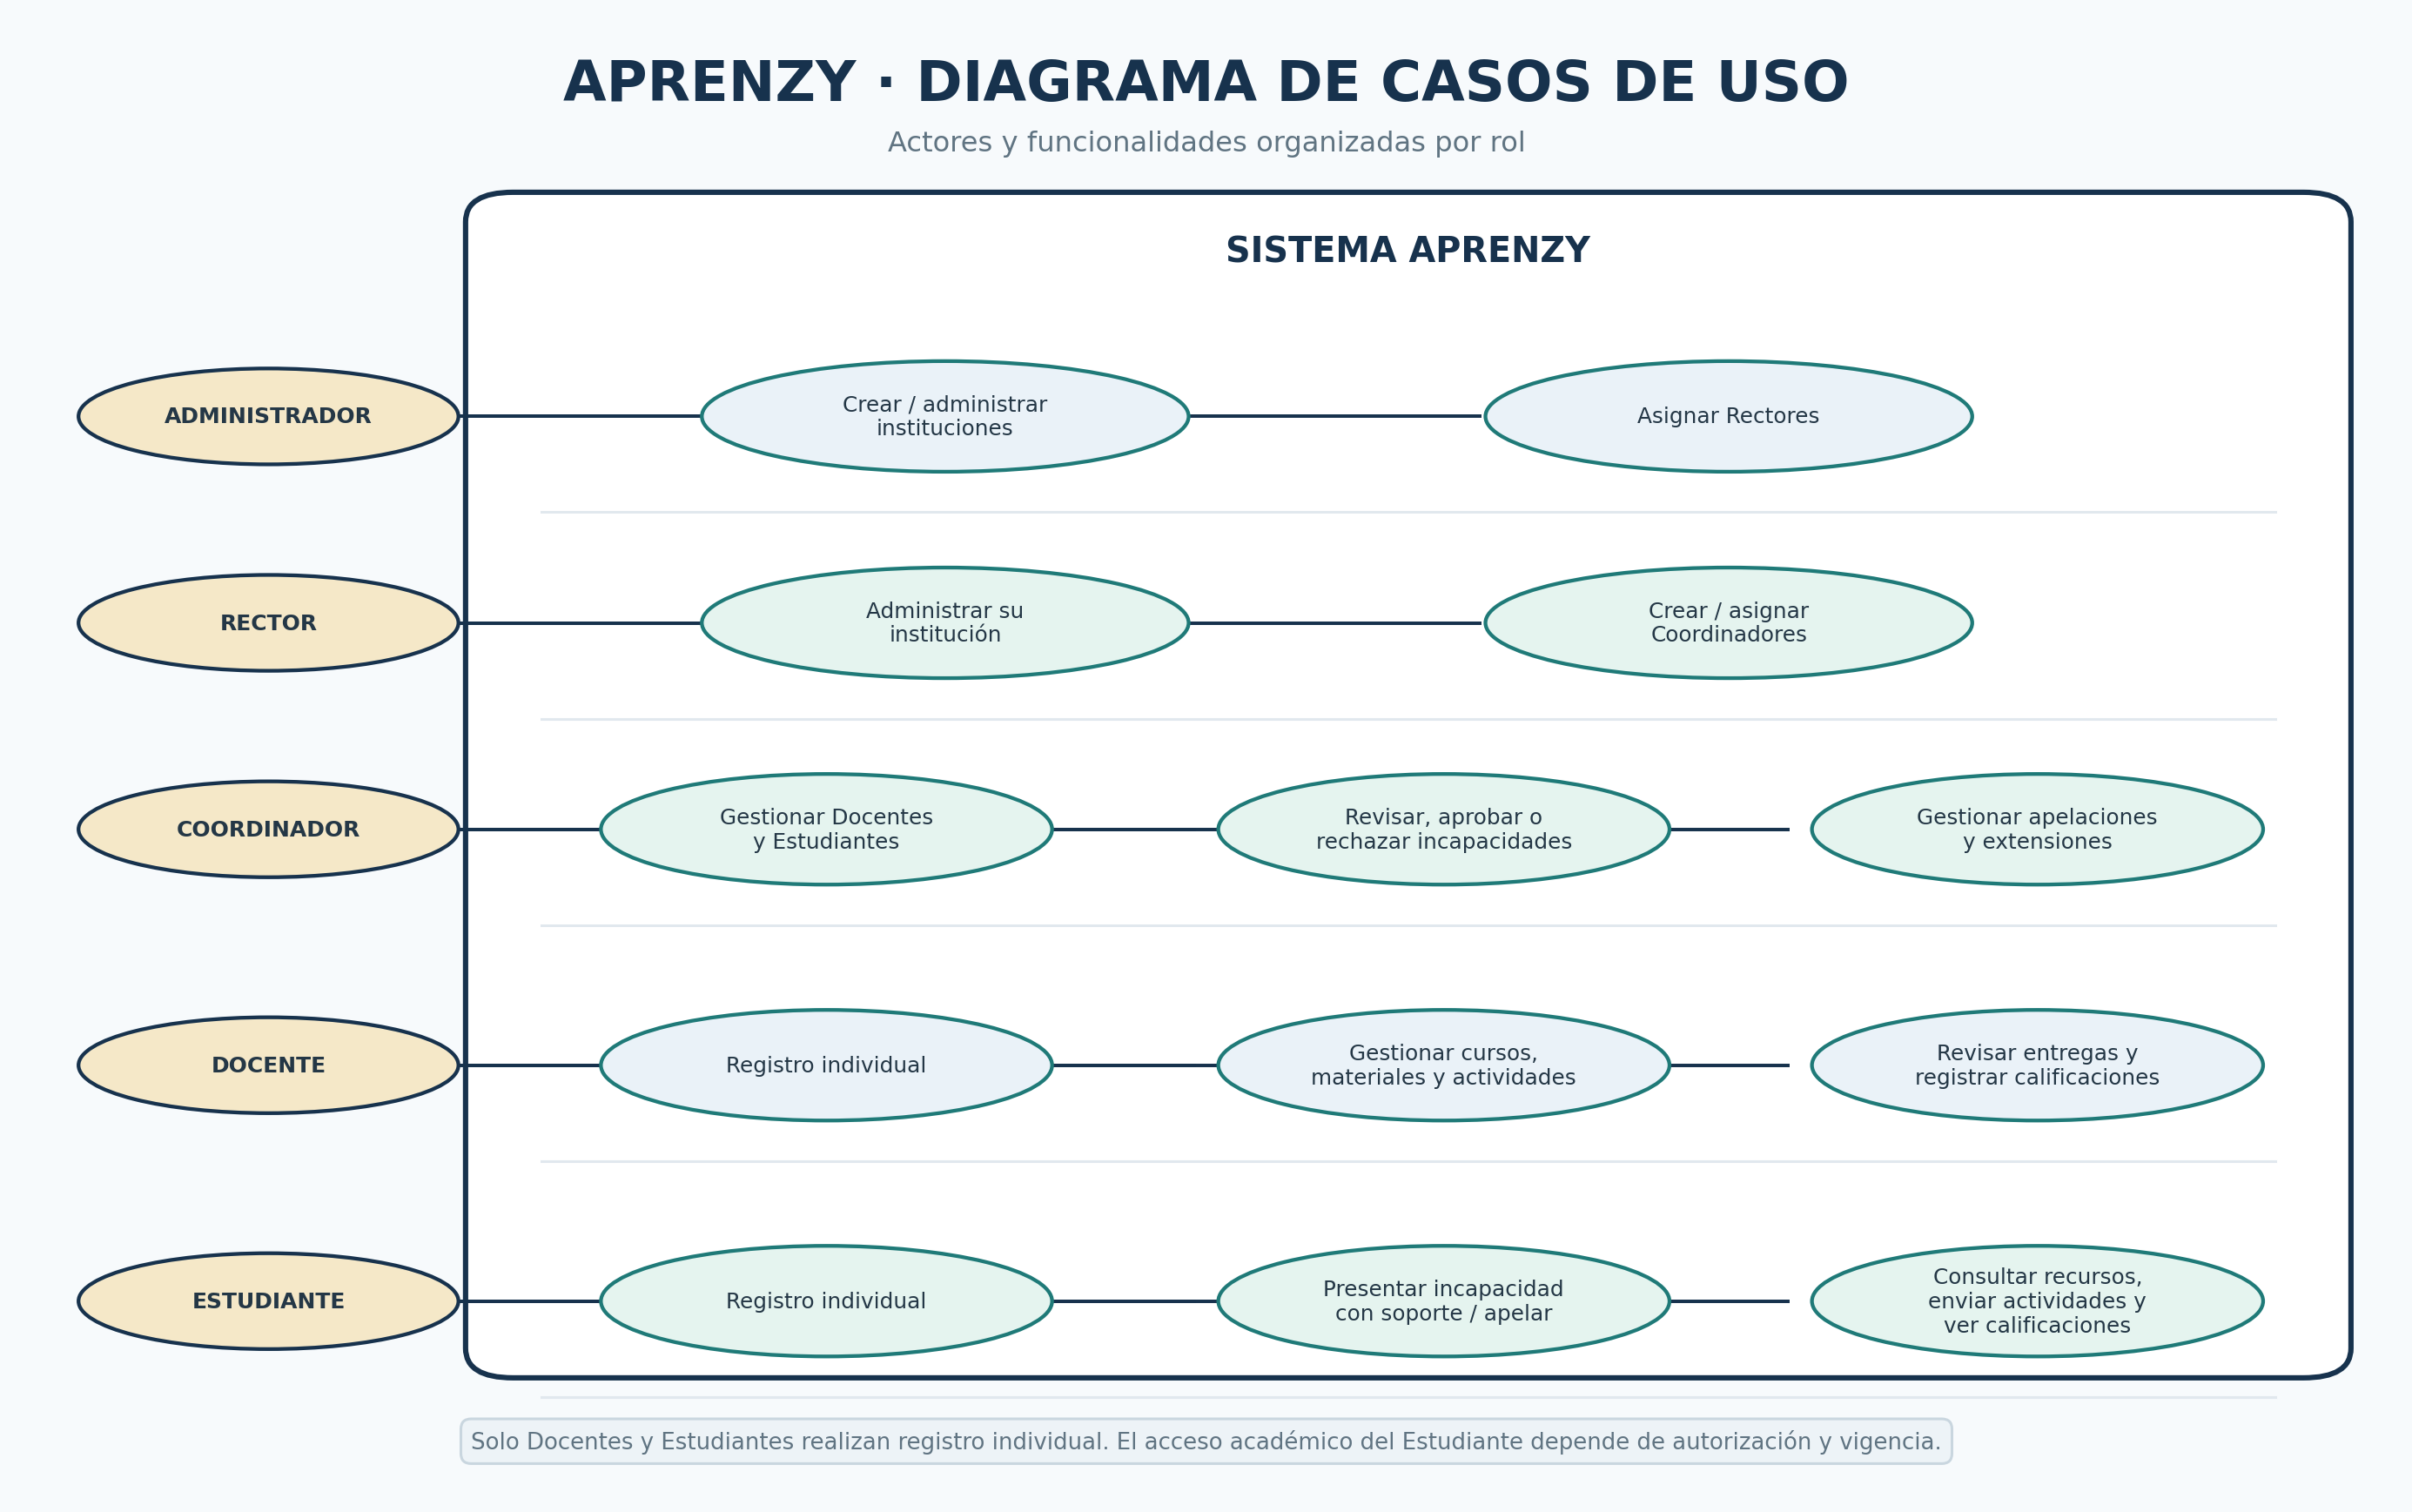 APRENZY · DIAGRAMA DE CASOS DE USO
Actores y funcionalidades organizadas por rol
SISTEMA APRENZY
ADMINISTRADOR
Crear / administrar
instituciones
Asignar Rectores
RECTOR
Administrar su
institución
Crear / asignar
Coordinadores
COORDINADOR
Gestionar Docentes
y Estudiantes
Revisar, aprobar o
rechazar incapacidades
Gestionar apelaciones
y extensiones
DOCENTE
Registro individual
Gestionar cursos,
materiales y actividades
Revisar entregas y
registrar calificaciones
ESTUDIANTE
Registro individual
Presentar incapacidad
con soporte / apelar
Consultar recursos,
enviar actividades y
ver calificaciones
Solo Docentes y Estudiantes realizan registro individual. El acceso académico del Estudiante depende de autorización y vigencia.